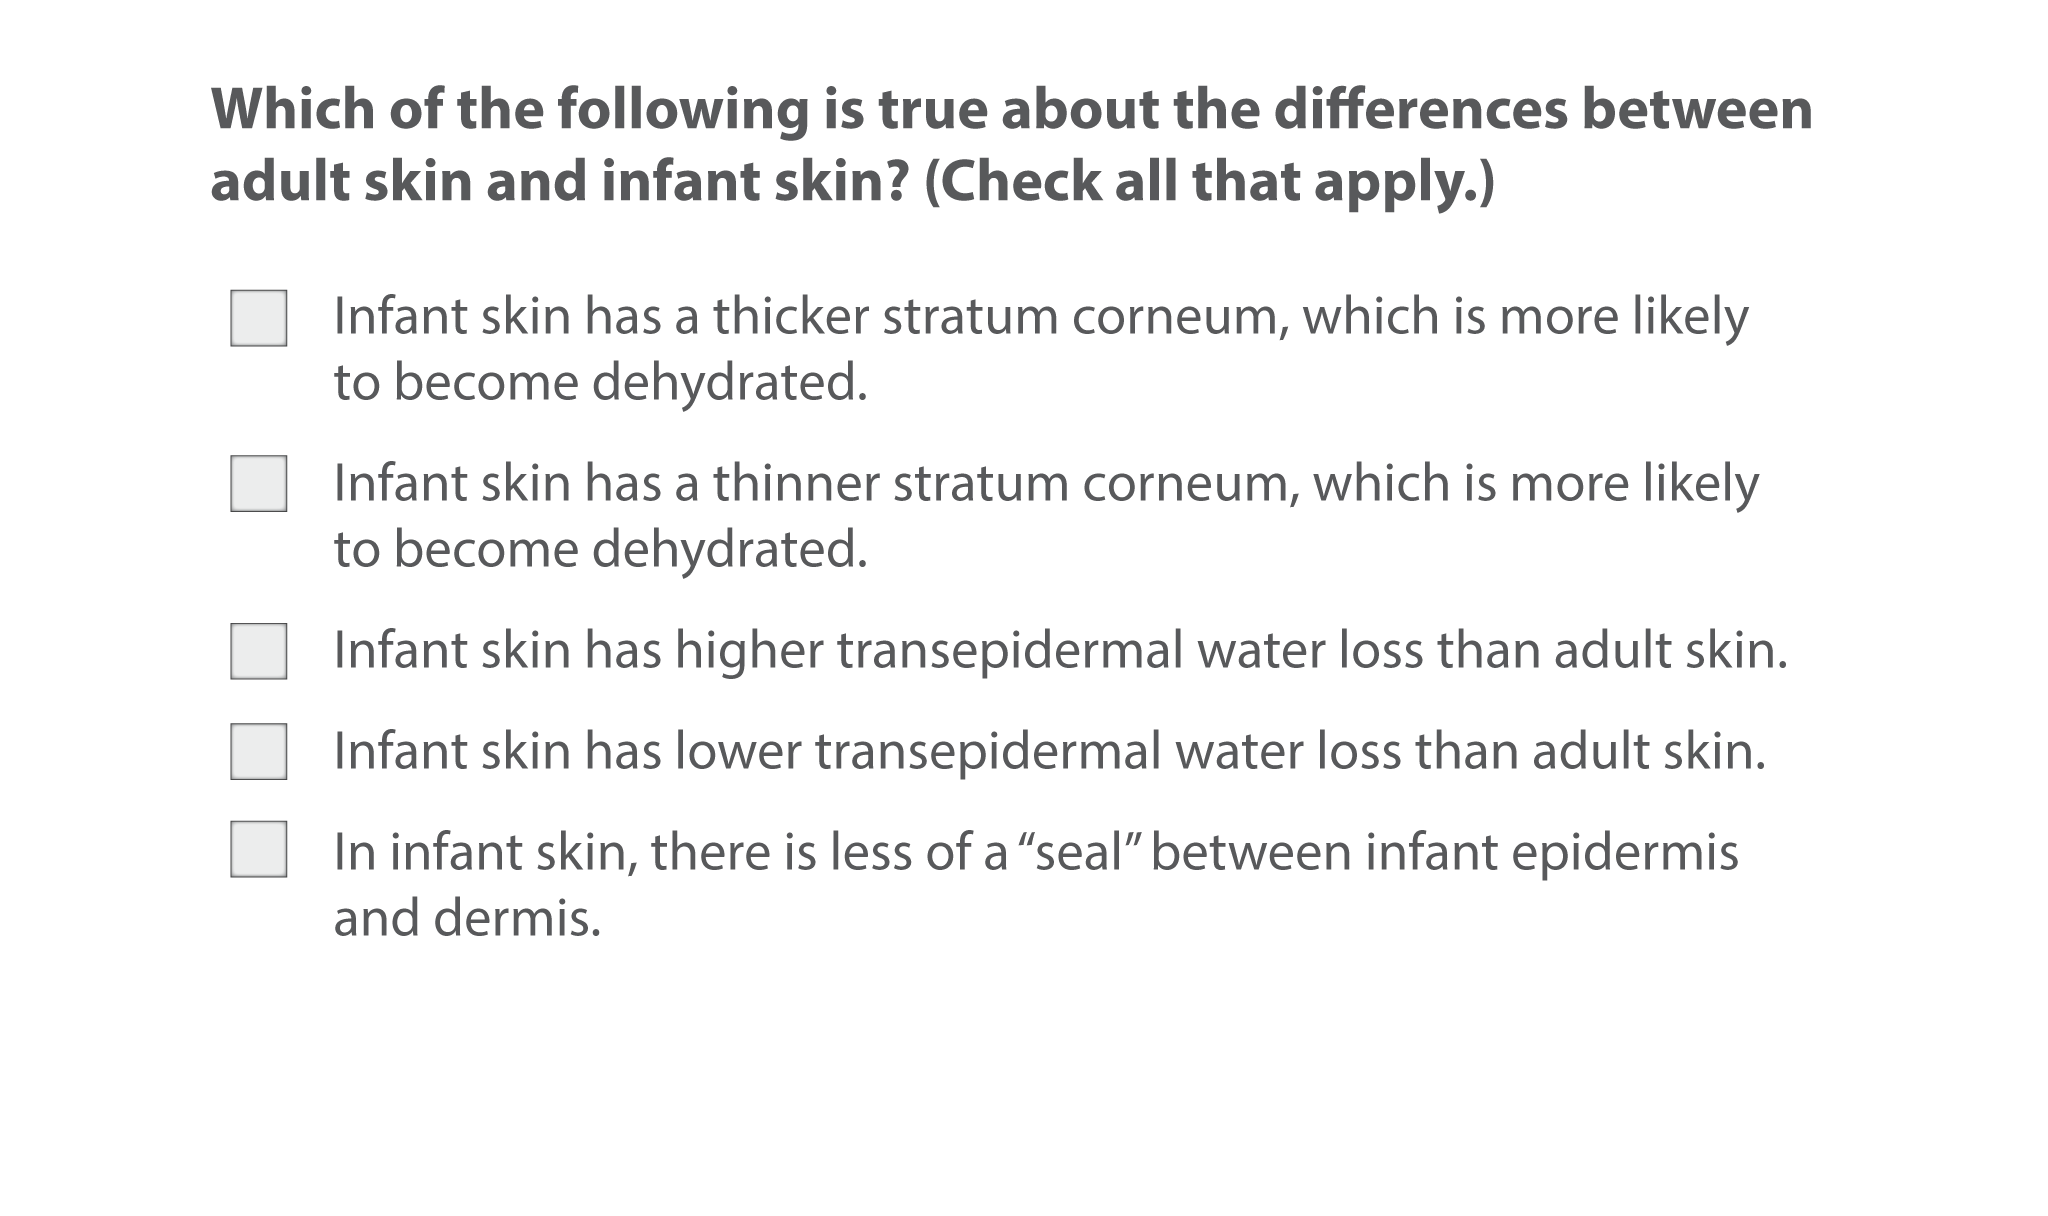 Which of the following is true about the differences between
adult skin and infant skin? (Check all that apply.)
Infant skin has a thicker stratum corneum, which is more likely
to become dehydrated.
Infant skin has a thinner stratum corneum, which is more likely
to become dehydrated.
Infant skin has higher transepidermal water loss than adult skin.
Infant skin has lower transepidermal water loss than adult skin.
In infant skin, there is less of a “seal” between infant epidermis
and dermis.